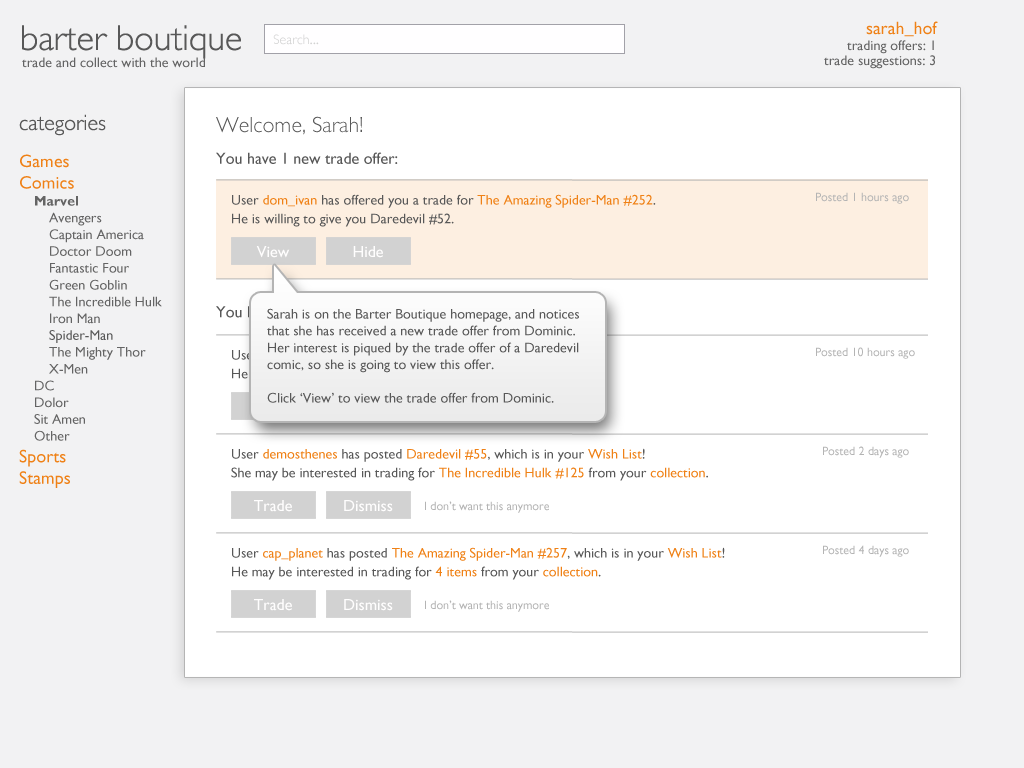 barter boutique
trade and collect with the world
Search...
sarah_hof
trading offers: 1
trade suggestions: 3
categories
Games
Comics
Marvel
Avengers
Captain America
Doctor Doom
Fantastic Four
Green Goblin
The Incredible Hulk
Iron Man
Spider-Man
The Mighty Thor
X-Men
DC
Dolor
Sit Amen
Other
Sports
Stamps
Welcome, Sarah!
You have 1 new trade offer:
User dom_ivan has offered you a trade for The Amazing Spider-Man #252.
Posted 1 hours ago
He is willing to give you Daredevil #52.
View Hide
You
Sarah is on the Barter Boutique homepage, and notices
that she has received a new trade offer from Dominic.
Her interest is piqued by the trade offer of a Daredevil
comic, so she is going to view this offer.
Click ‘View’ to view the trade offer from Dominic.
Posted 10 hours ago
He
User demosthenes has posted Daredevil #55, which is in your Wish List!
Posted 2 days ago
She may be interested in trading for The Incredible Hulk #125 from your collection.
Trade Dismiss I don't want this anymore
User cap_planet has posted The Amazing Spider-Man #257, which is in your Wish List!
Posted 4 days ago
He may be interested in trading for 4 items from your collection.
Trade Dismiss I don't want this anymore